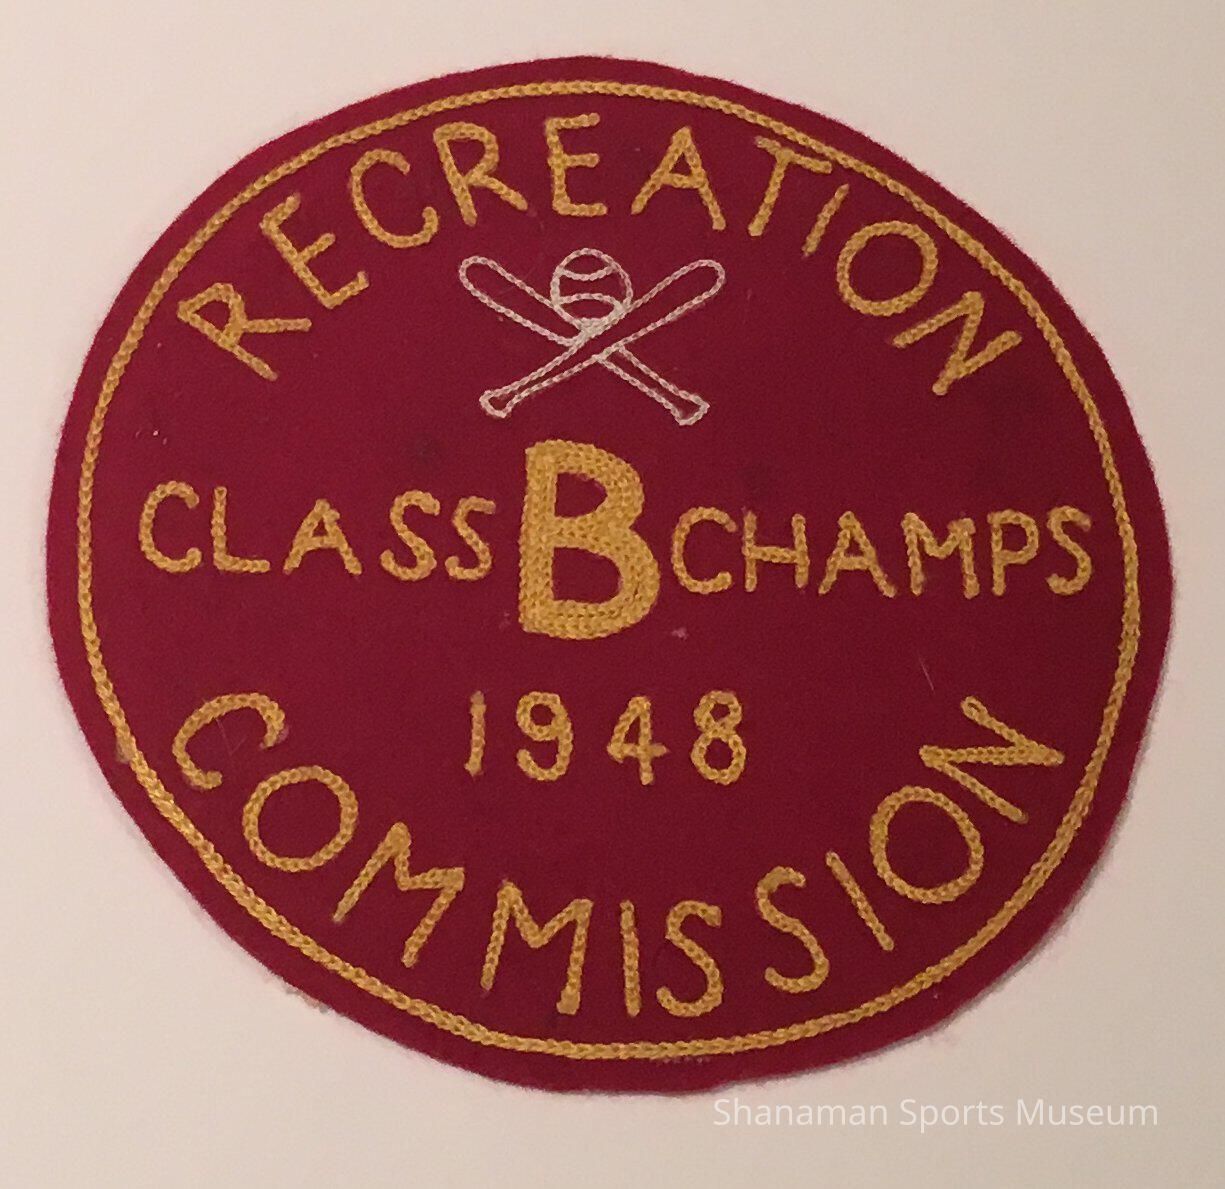 RECREATION
CLASS B CHAMPS
1948
COMMISSION
Shanaman Sports Museum